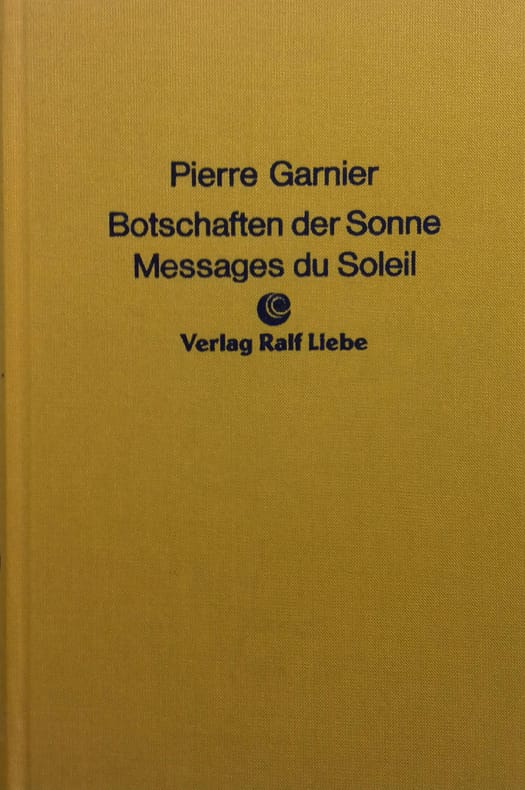 Pierre Garnier
Botschaften der Sonne
Messages du Soleil
Verlag Ralf Liebe